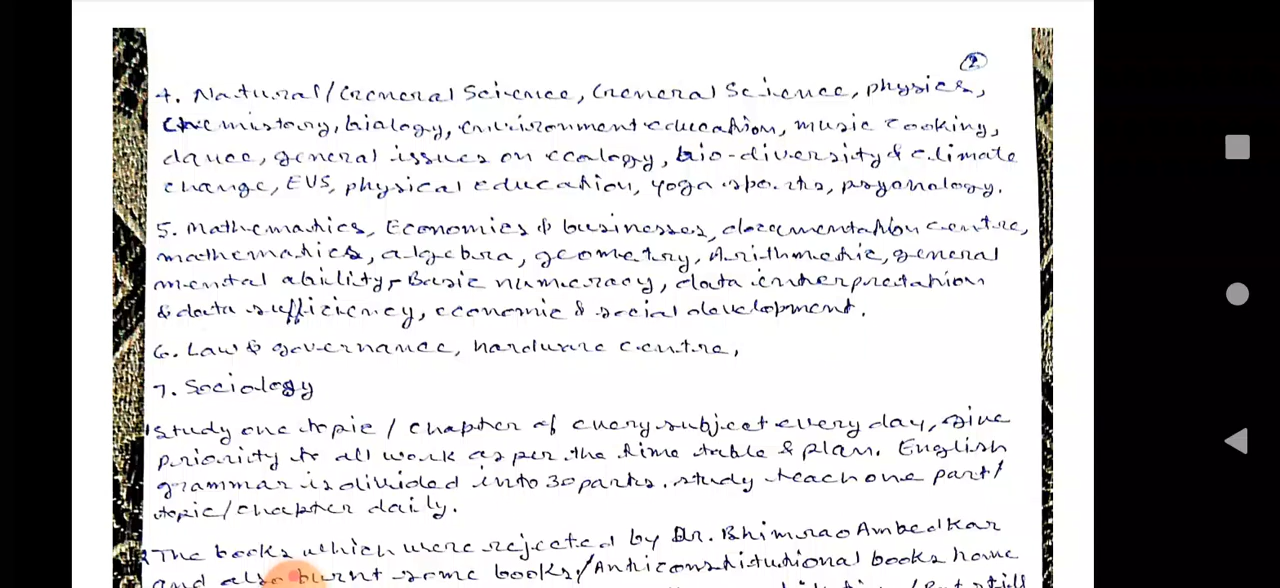 ②
4. Natural/General Science, General Science, physics,
chemistory, biology, environment education, music cooking,
dance, general issues on ecology, bio-diversity & climate
change, EVS, physical education, yoga sports, psychology.
5. Mathematics, Economics & businesses, documentation centre,
mathematics, algebra, geometry, Arithmetic, general
mental ability, Basic numeracy, data interpretation
& data sufficiency, economic & social development.
6. Law & governance, hardware centre,
7. Sociology
Study one topic / chapter of every subject every day, give
priority to all work as per the time table & plan. English
grammar is divided into 30 parts. study teach one part/
topic/chapter daily.
The books which were rejected by Dr. Bhimrao Ambedkar
and also burnt some books/Anticonstitutional books have